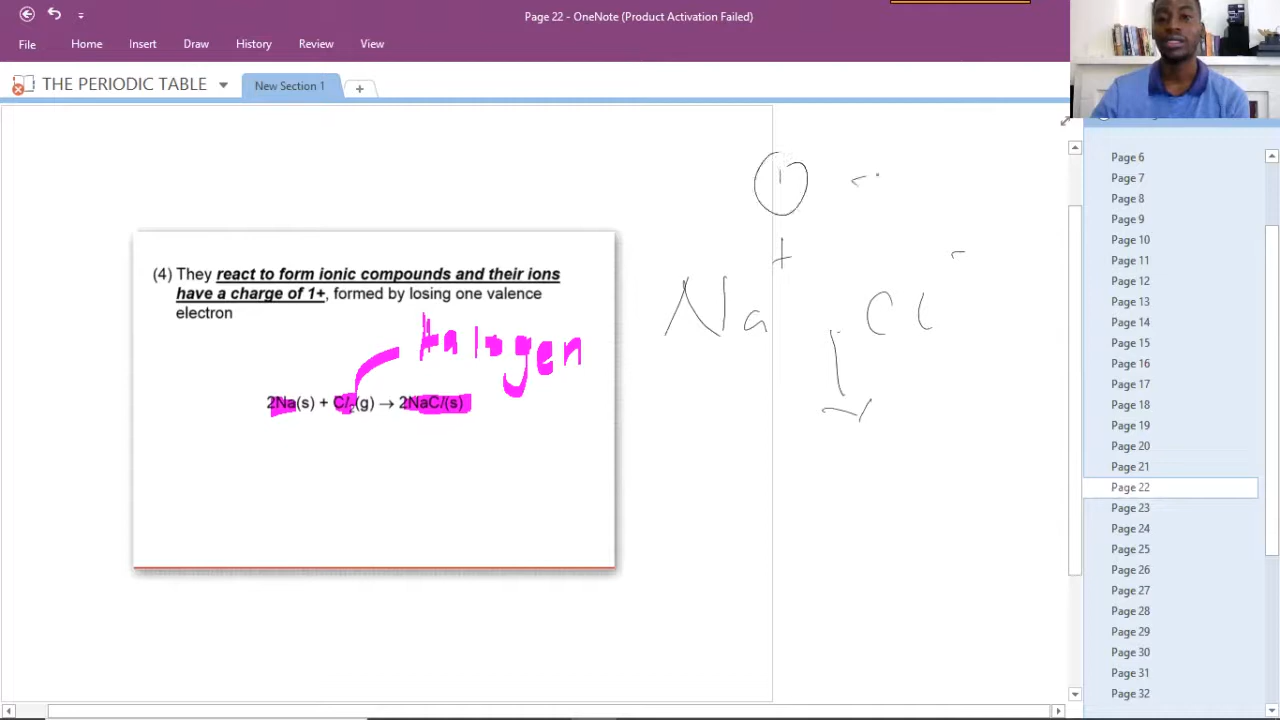 Page 22 - OneNote (Product Activation Failed)
File Home Insert Draw History Review View
THE PERIODIC TABLE
New Section 1
(4) They react to form ionic compounds and their ions
have a charge of 1+, formed by losing one valence
electron
Halogen
2Na(s) + Cl₂(g) → 2NaCl(s)
Na⁺ Cl⁻
Page 6
Page 7
Page 8
Page 9
Page 10
Page 11
Page 12
Page 13
Page 14
Page 15
Page 16
Page 17
Page 18
Page 19
Page 20
Page 21
Page 22
Page 23
Page 24
Page 25
Page 26
Page 27
Page 28
Page 29
Page 30
Page 31
Page 32